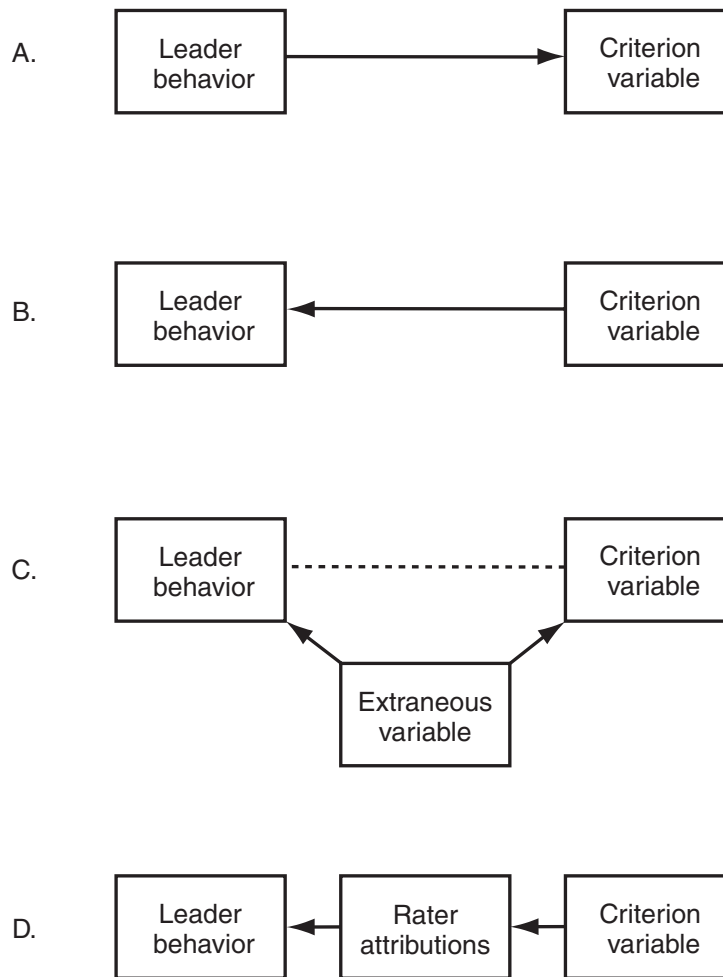 A.
Leader
behavior
Criterion
variable
B.
Leader
behavior
Criterion
variable
C.
Leader
behavior
Criterion
variable
Extraneous
variable
D.
Leader
behavior
Rater
attributions
Criterion
variable